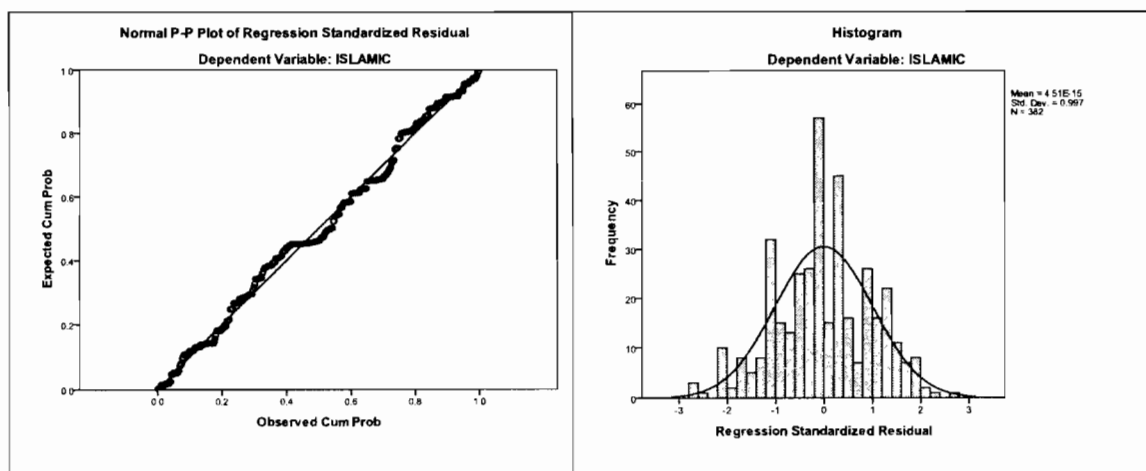 Normal P-P Plot of Regression Standardized Residual
Dependent Variable: ISLAMIC
1.0
0.8
0.6
0.4
0.2
0.0
Expected Cum Prob
0.0 0.2 0.4 0.6 0.8 1.0
Observed Cum Prob
Histogram
Dependent Variable: ISLAMIC
Mean = 4.51E-15
Std. Dev. = 0.997
N = 382
60
50
40
30
20
10
0
Frequency
-3 -2 -1 0 1 2 3
Regression Standardized Residual